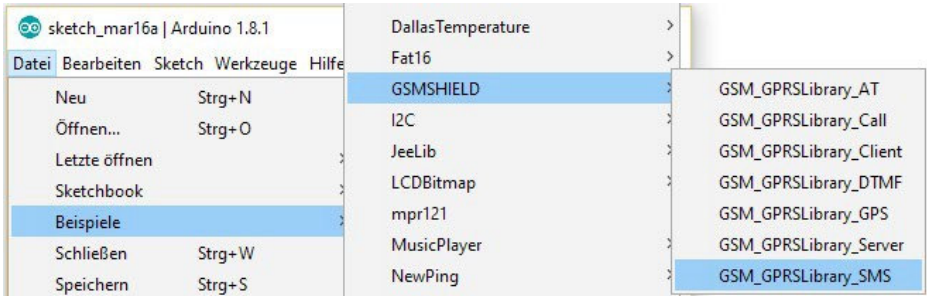 sketch_mar16a | Arduino 1.8.1
Datei Bearbeiten Sketch Werkzeuge Hilfe
Neu Strg+N
Öffnen... Strg+O
Letzte öffnen
Sketchbook
Beispiele
Schließen Strg+W
Speichern Strg+S
DallasTemperature
Fat16
GSMSHIELD
I2C
JeeLib
LCDBitmap
mpr121
MusicPlayer
NewPing
GSM_GPRSLibrary_AT
GSM_GPRSLibrary_Call
GSM_GPRSLibrary_Client
GSM_GPRSLibrary_DTMF
GSM_GPRSLibrary_GPS
GSM_GPRSLibrary_Server
GSM_GPRSLibrary_SMS